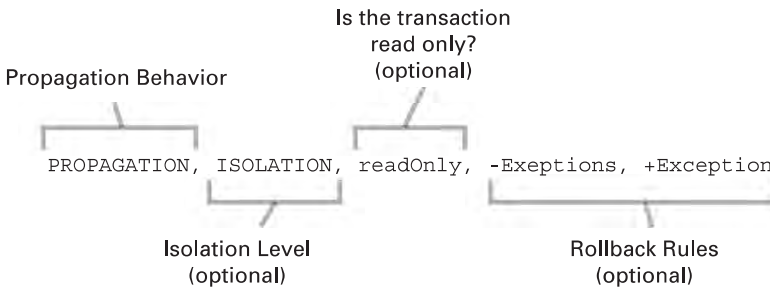 Is the transaction
read only?
(optional)
Propagation Behavior
PROPAGATION, ISOLATION, readOnly, -Exeptions, +Exception
Isolation Level
(optional)
Rollback Rules
(optional)